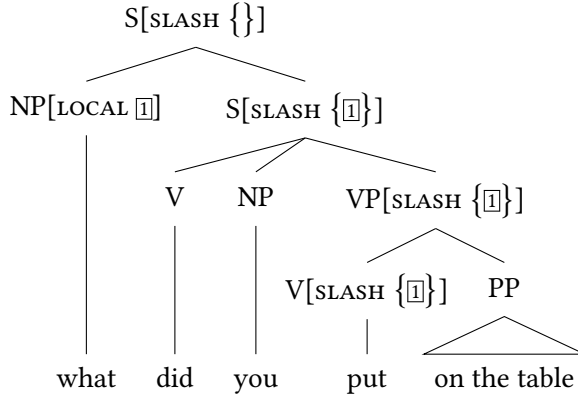 S[SLASH {}]
NP[LOCAL 1] S[SLASH {1}]
V NP VP[SLASH {1}]
V[SLASH {1}] PP
what did you put on the table